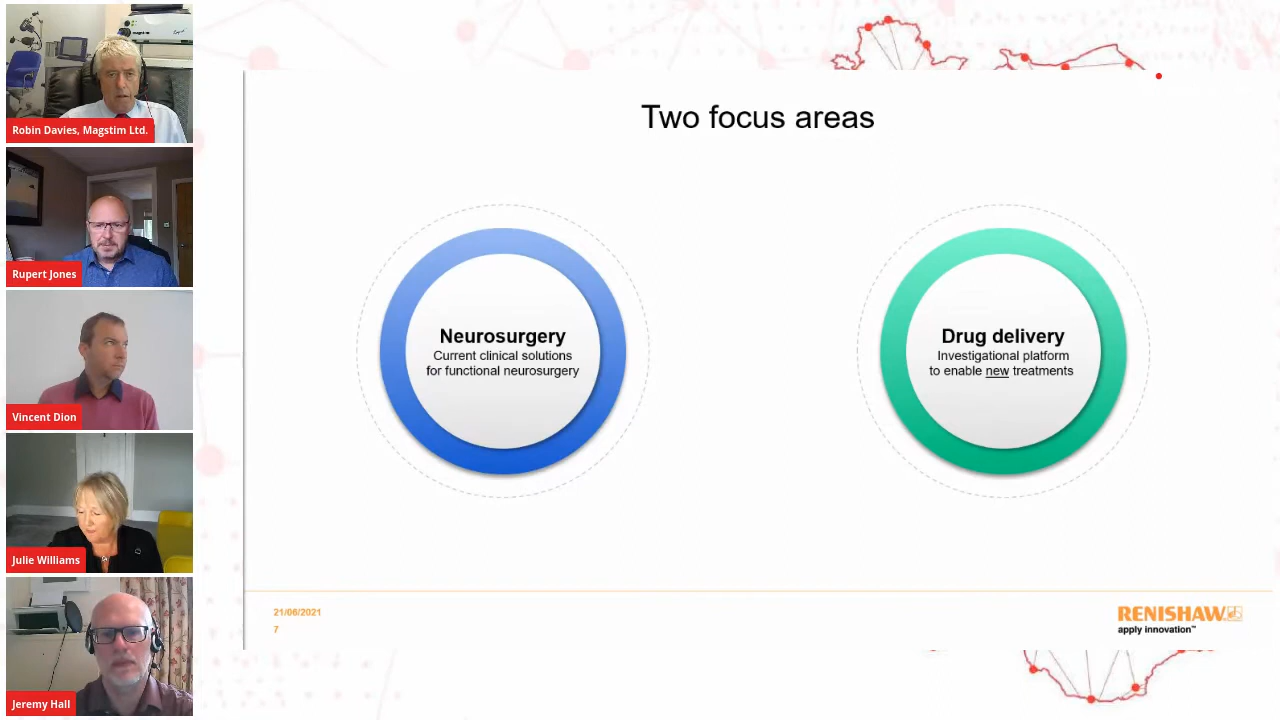 Robin Davies, Magstim Ltd.
Rupert Jones
Vincent Dion
Julie Williams
Jeremy Hall
Two focus areas
Neurosurgery
Current clinical solutions
for functional neurosurgery
Drug delivery
Investigational platform
to enable new treatments
21/06/2021
7
RENISHAW
apply innovation™